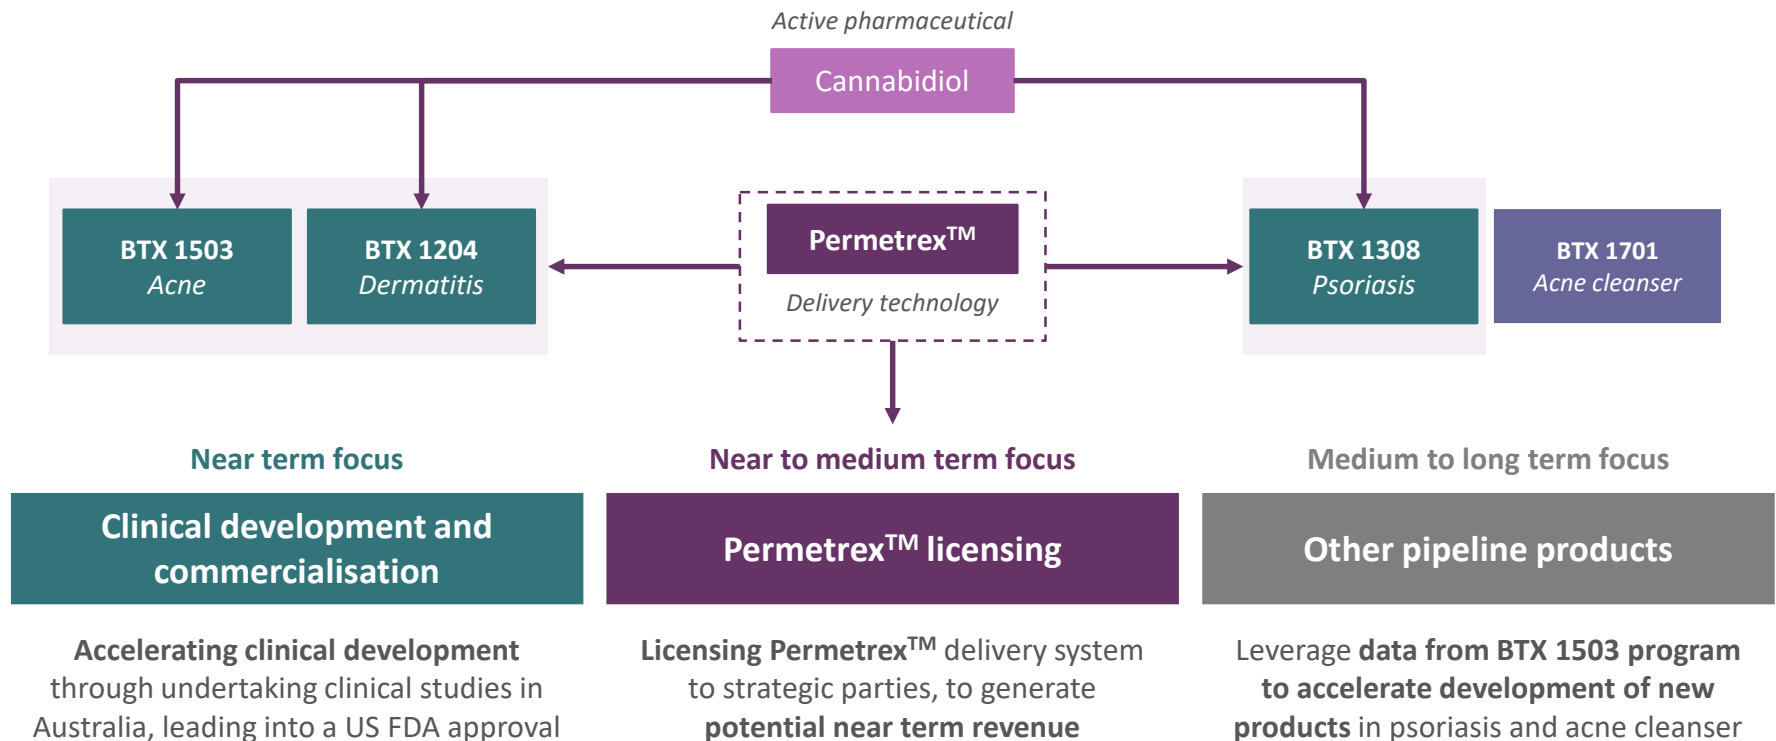 Active pharmaceutical
Cannabidiol
BTX 1503
Acne
BTX 1204
Dermatitis
Permetrex™
Delivery technology
BTX 1308
Psoriasis
BTX 1701
Acne cleanser
Near term focus
Clinical development and
commercialisation
Accelerating clinical development
through undertaking clinical studies in
Australia, leading into a US FDA approval
Near to medium term focus
Permetrex™ licensing
Licensing Permetrex™ delivery system
to strategic parties, to generate
potential near term revenue
Medium to long term focus
Other pipeline products
Leverage data from BTX 1503 program
to accelerate development of new
products in psoriasis and acne cleanser